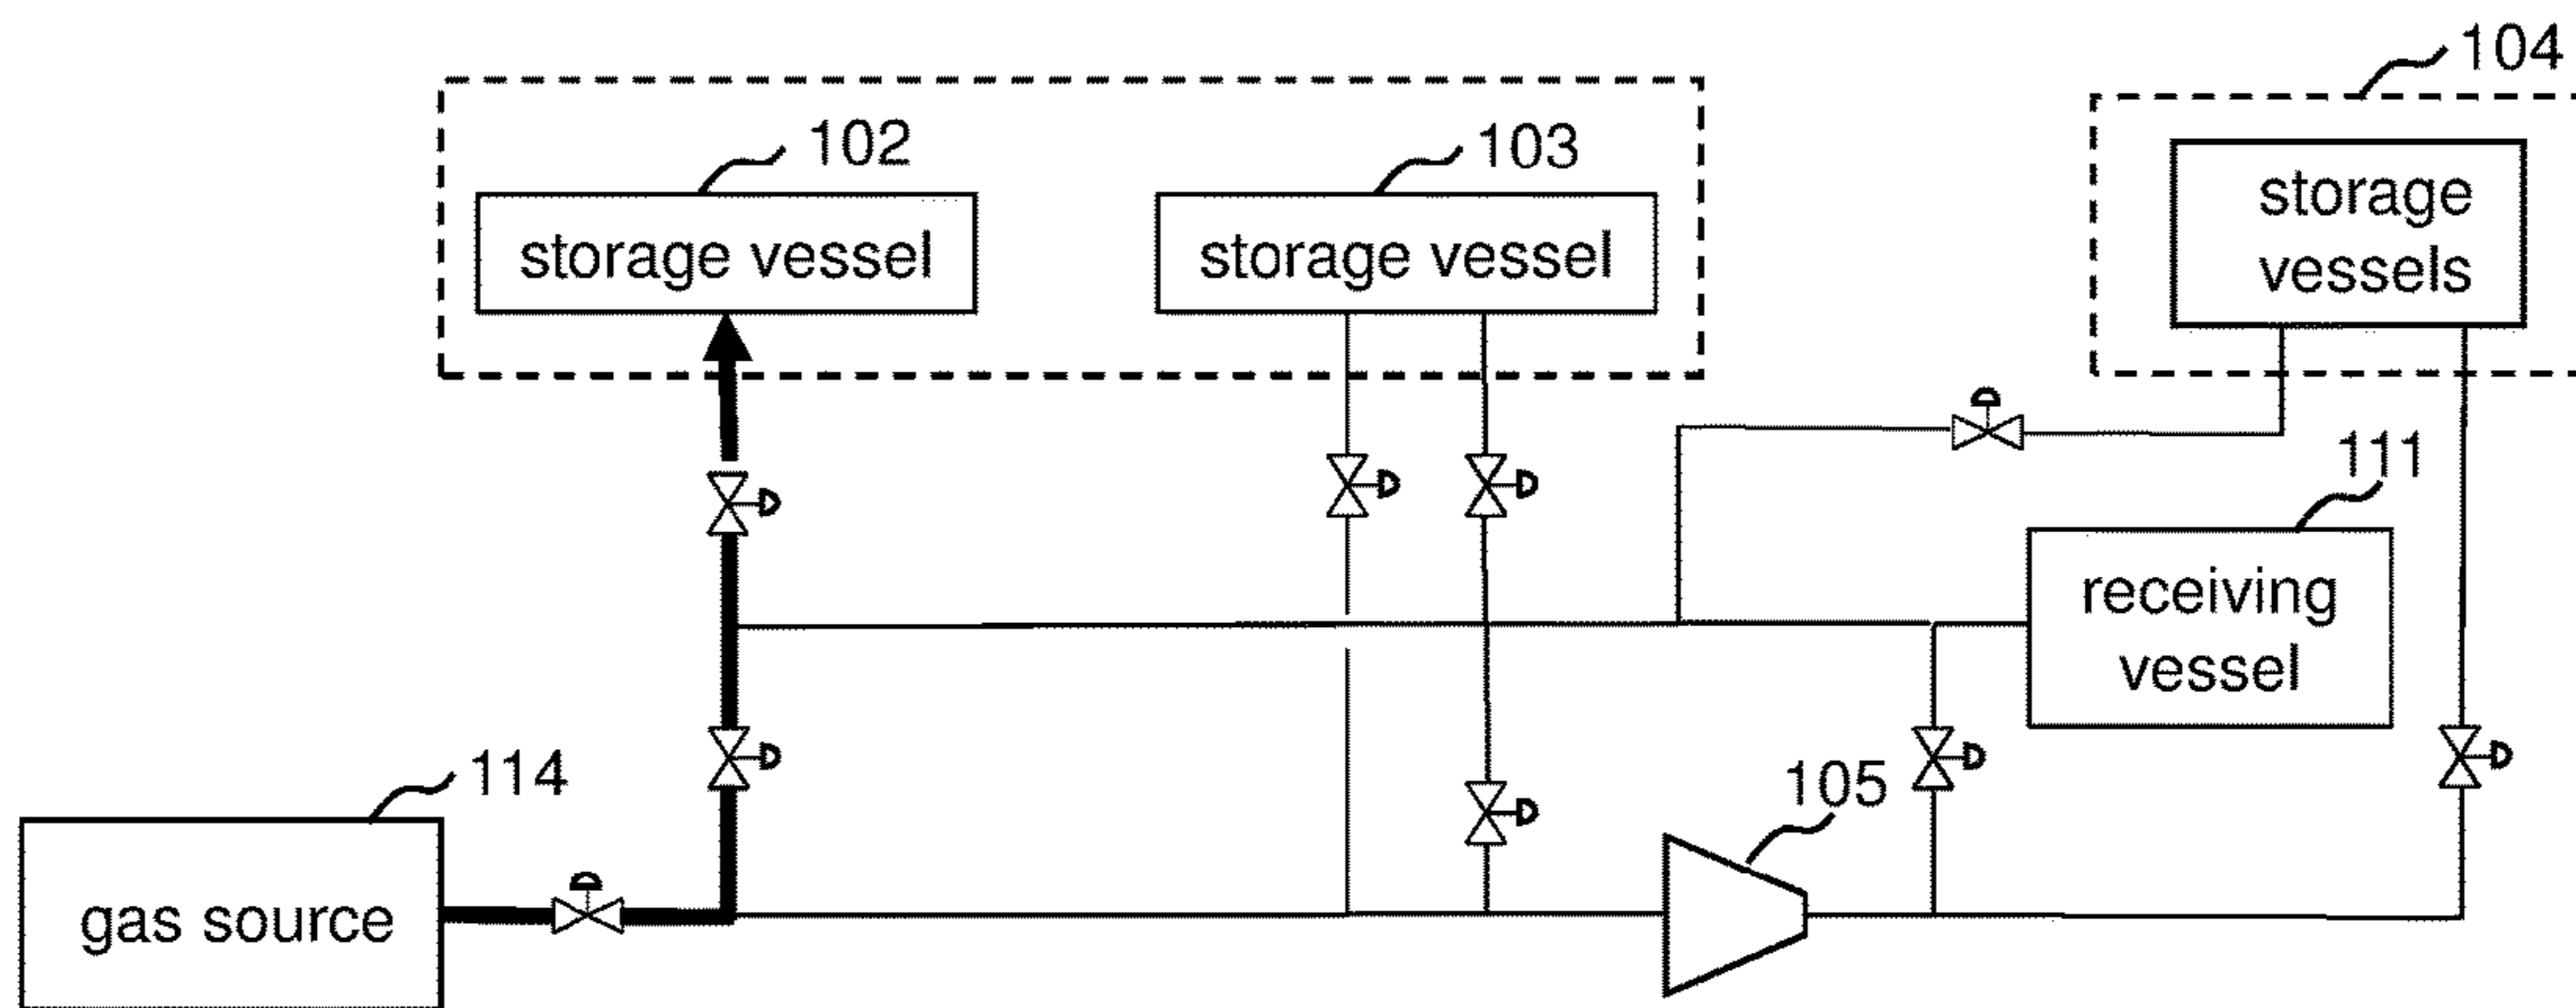 104
102
103
storage vessel
storage vessel
storage
vessels
111
receiving
vessel
114
105
gas source